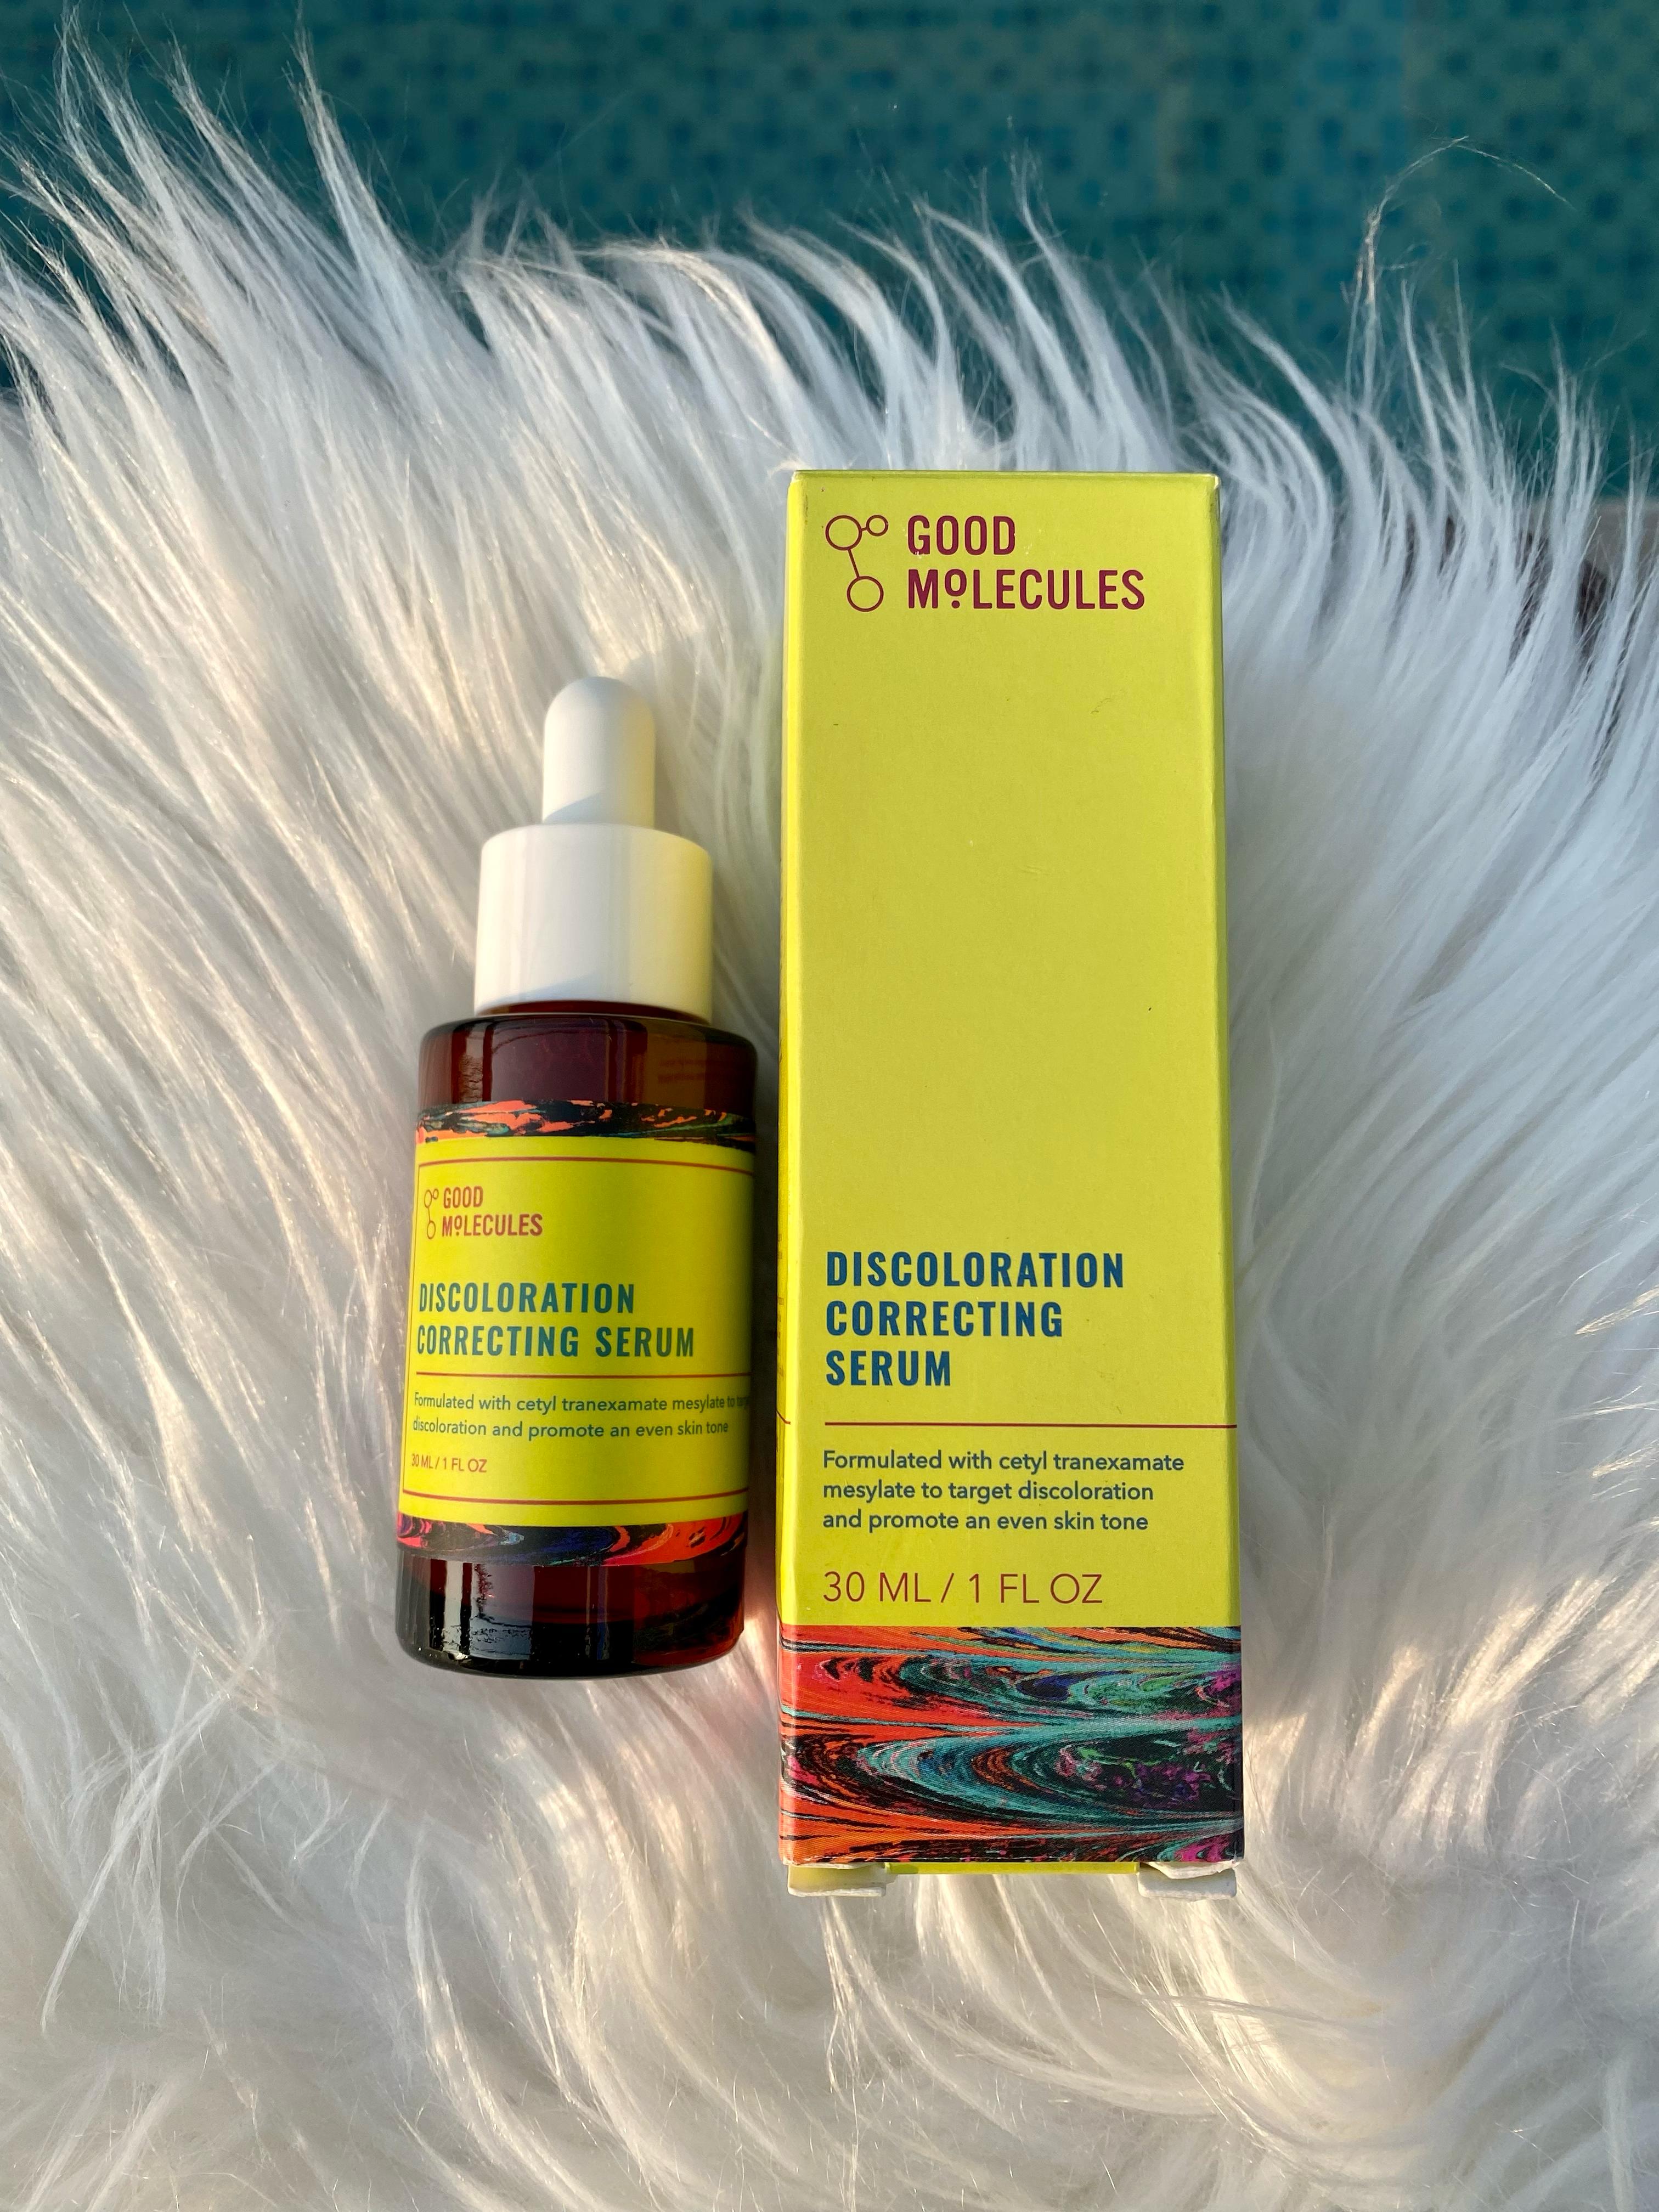 GOOD
MOLECULES
DISCOLORATION
CORRECTING SERUM
Formulated with cetyl tranexamate mesylate to
discoloration and promote an even skin tone
30 ML / 1 FL OZ
GOOD
MOLECULES
DISCOLORATION
CORRECTING
SERUM
Formulated with cetyl tranexamate
mesylate to target discoloration
and promote an even skin tone
30 ML / 1 FL OZ